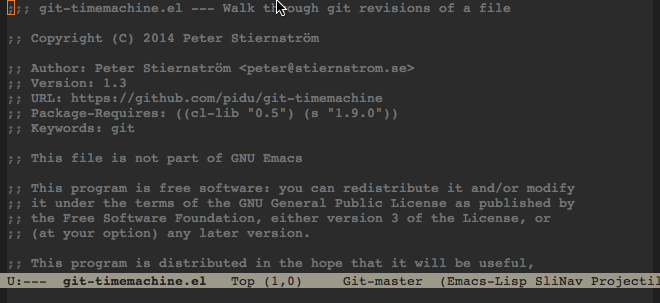 ;;; git-timemachine.el --- Walk through git revisions of a file
;; Copyright (C) 2014 Peter Stiernström
;; Author: Peter Stiernström <peter@stiernstrom.se>
;; Version: 1.3
;; URL: https://github.com/pidu/git-timemachine
;; Package-Requires: ((cl-lib "0.5") (s "1.9.0"))
;; Keywords: git
;; This file is not part of GNU Emacs
;; This program is free software: you can redistribute it and/or modify
;; it under the terms of the GNU General Public License as published by
;; the Free Software Foundation, either version 3 of the License, or
;; (at your option) any later version.
;; This program is distributed in the hope that it will be useful,
U:--- git-timemachine.el Top (1,0) Git-master (Emacs-Lisp SliNav Projectil